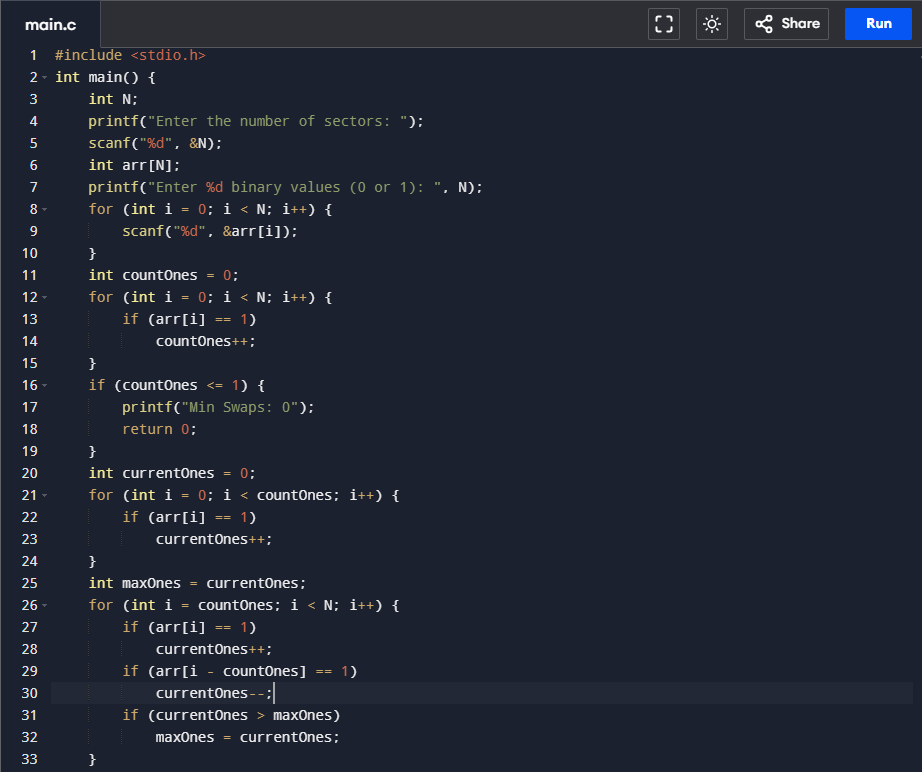 main.c
Share
Run
1 #include <stdio.h>
2 int main() {
3     int N;
4     printf("Enter the number of sectors: ");
5     scanf("%d", &N);
6     int arr[N];
7     printf("Enter %d binary values (0 or 1): ", N);
8     for (int i = 0; i < N; i++) {
9         scanf("%d", &arr[i]);
10     }
11     int countOnes = 0;
12     for (int i = 0; i < N; i++) {
13         if (arr[i] == 1)
14             countOnes++;
15     }
16     if (countOnes <= 1) {
17         printf("Min Swaps: 0");
18         return 0;
19     }
20     int currentOnes = 0;
21     for (int i = 0; i < countOnes; i++) {
22         if (arr[i] == 1)
23             currentOnes++;
24     }
25     int maxOnes = currentOnes;
26     for (int i = countOnes; i < N; i++) {
27         if (arr[i] == 1)
28             currentOnes++;
29         if (arr[i - countOnes] == 1)
30             currentOnes--;
31         if (currentOnes > maxOnes)
32             maxOnes = currentOnes;
33     }